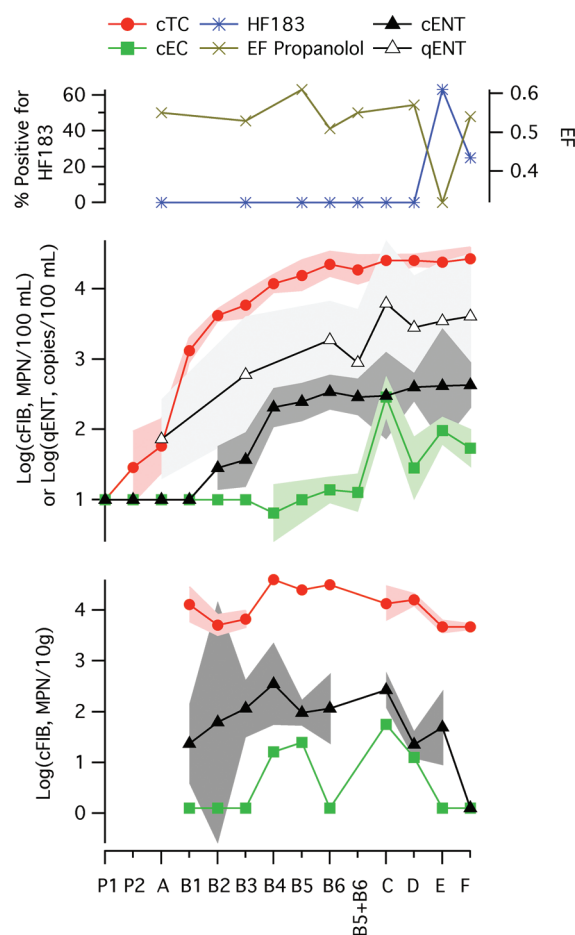 cTC HF183 cENT
cEC EF Propanolol qENT
% Positive for
HF183
60
40
20
0
0.6
0.5
0.4
EF
Log(cFIB, MPN/100 mL)
or Log(qENT, copies/100 mL)
4
3
2
1
Log(cFIB, MPN/10g)
4
3
2
1
0
P1 P2 A B1 B2 B3 B4 B5 B6 B5+B6 C D E F